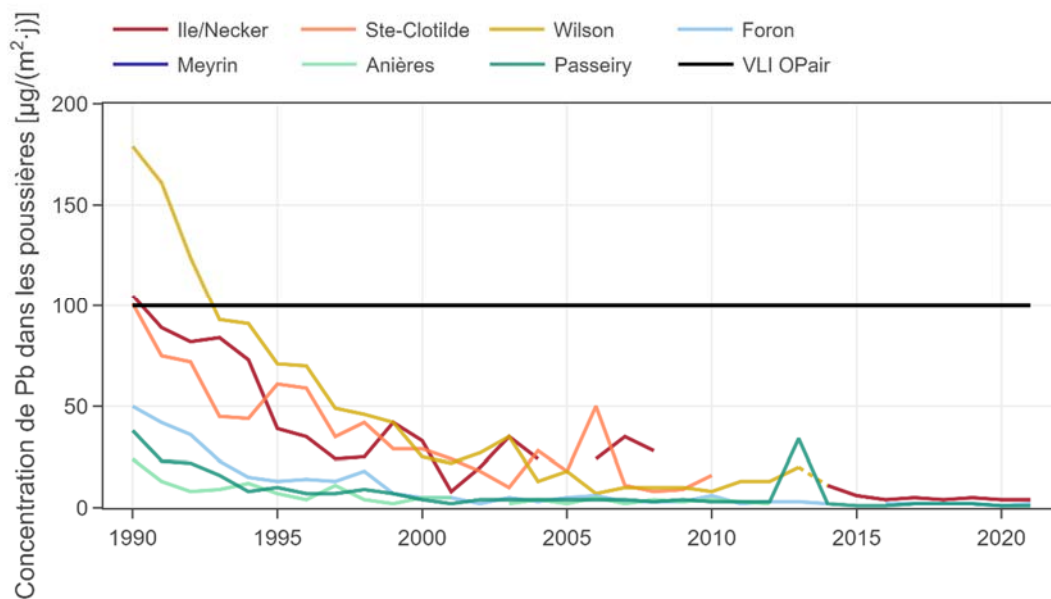 Concentration de Pb dans les poussières [µg/(m²·j)]
Ile/Necker Ste-Clotilde Wilson Foron
Meyrin Anières Passeiry VLI OPair
200
150
100
50
0
1990 1995 2000 2005 2010 2015 2020